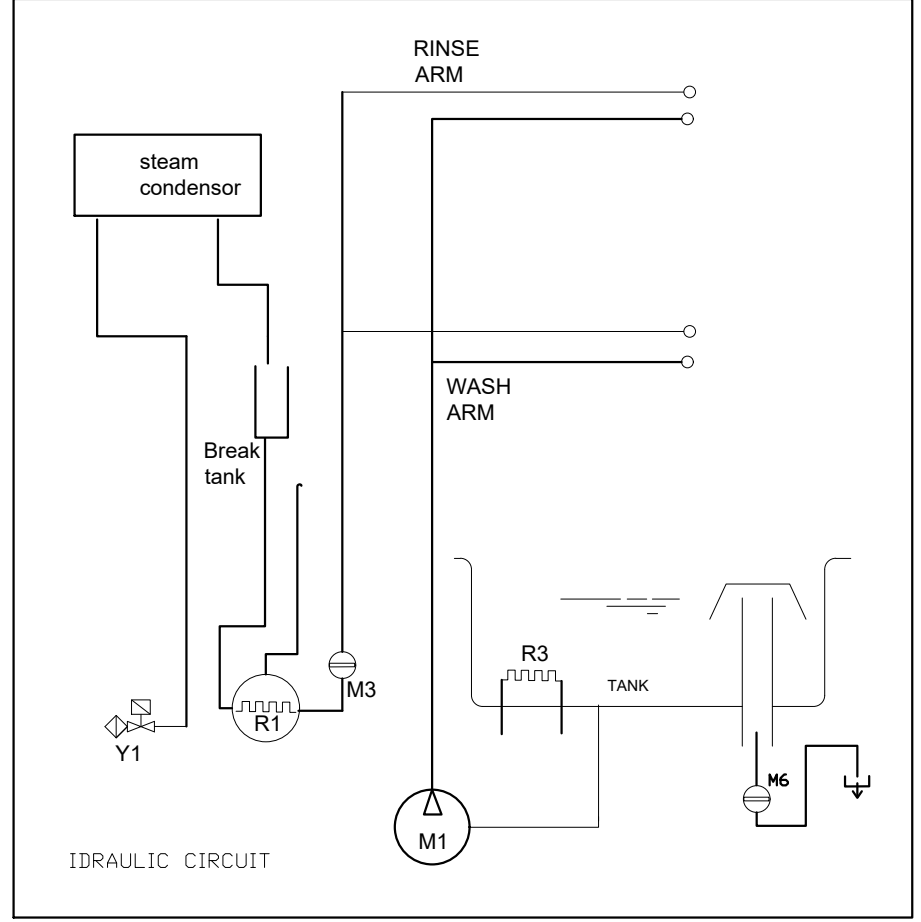 RINSE
ARM
steam
condensor
WASH
ARM
Break
tank
R3
TANK
M3
R1
Y1
M6
M1
IDRAULIC CIRCUIT